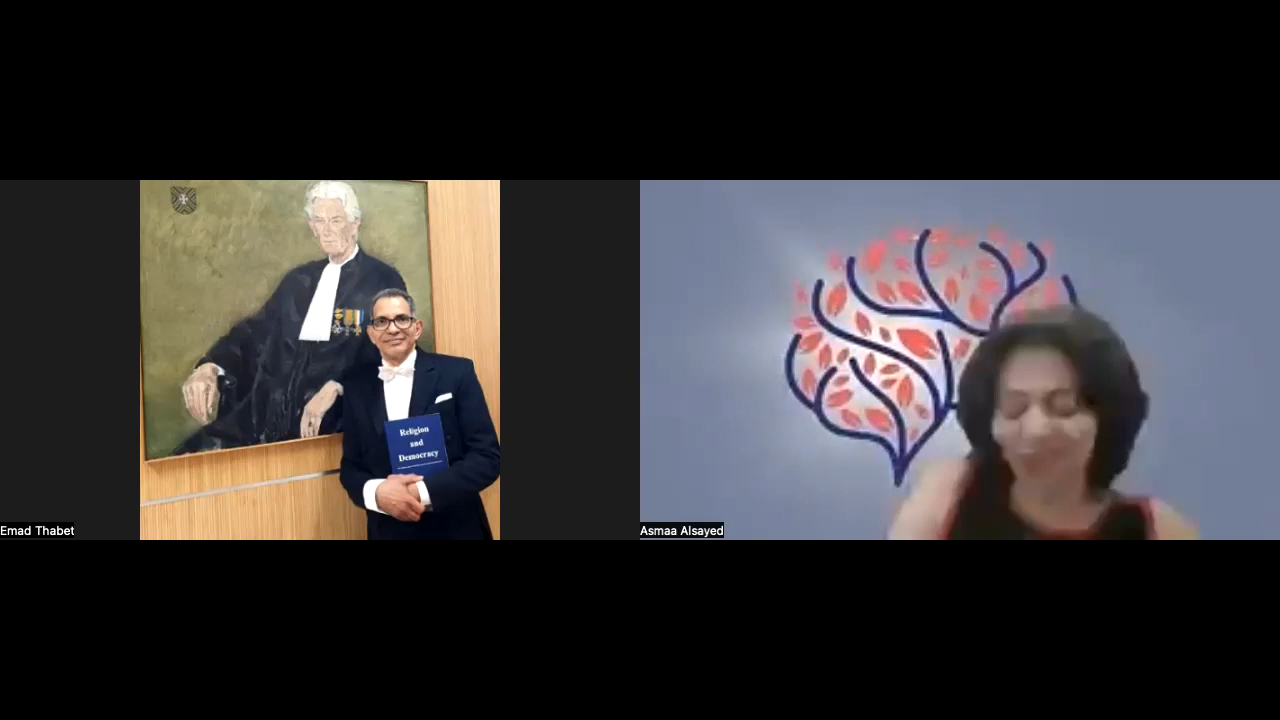 Religion
and
Democracy
Emad Thabet
Asmaa Alsayed